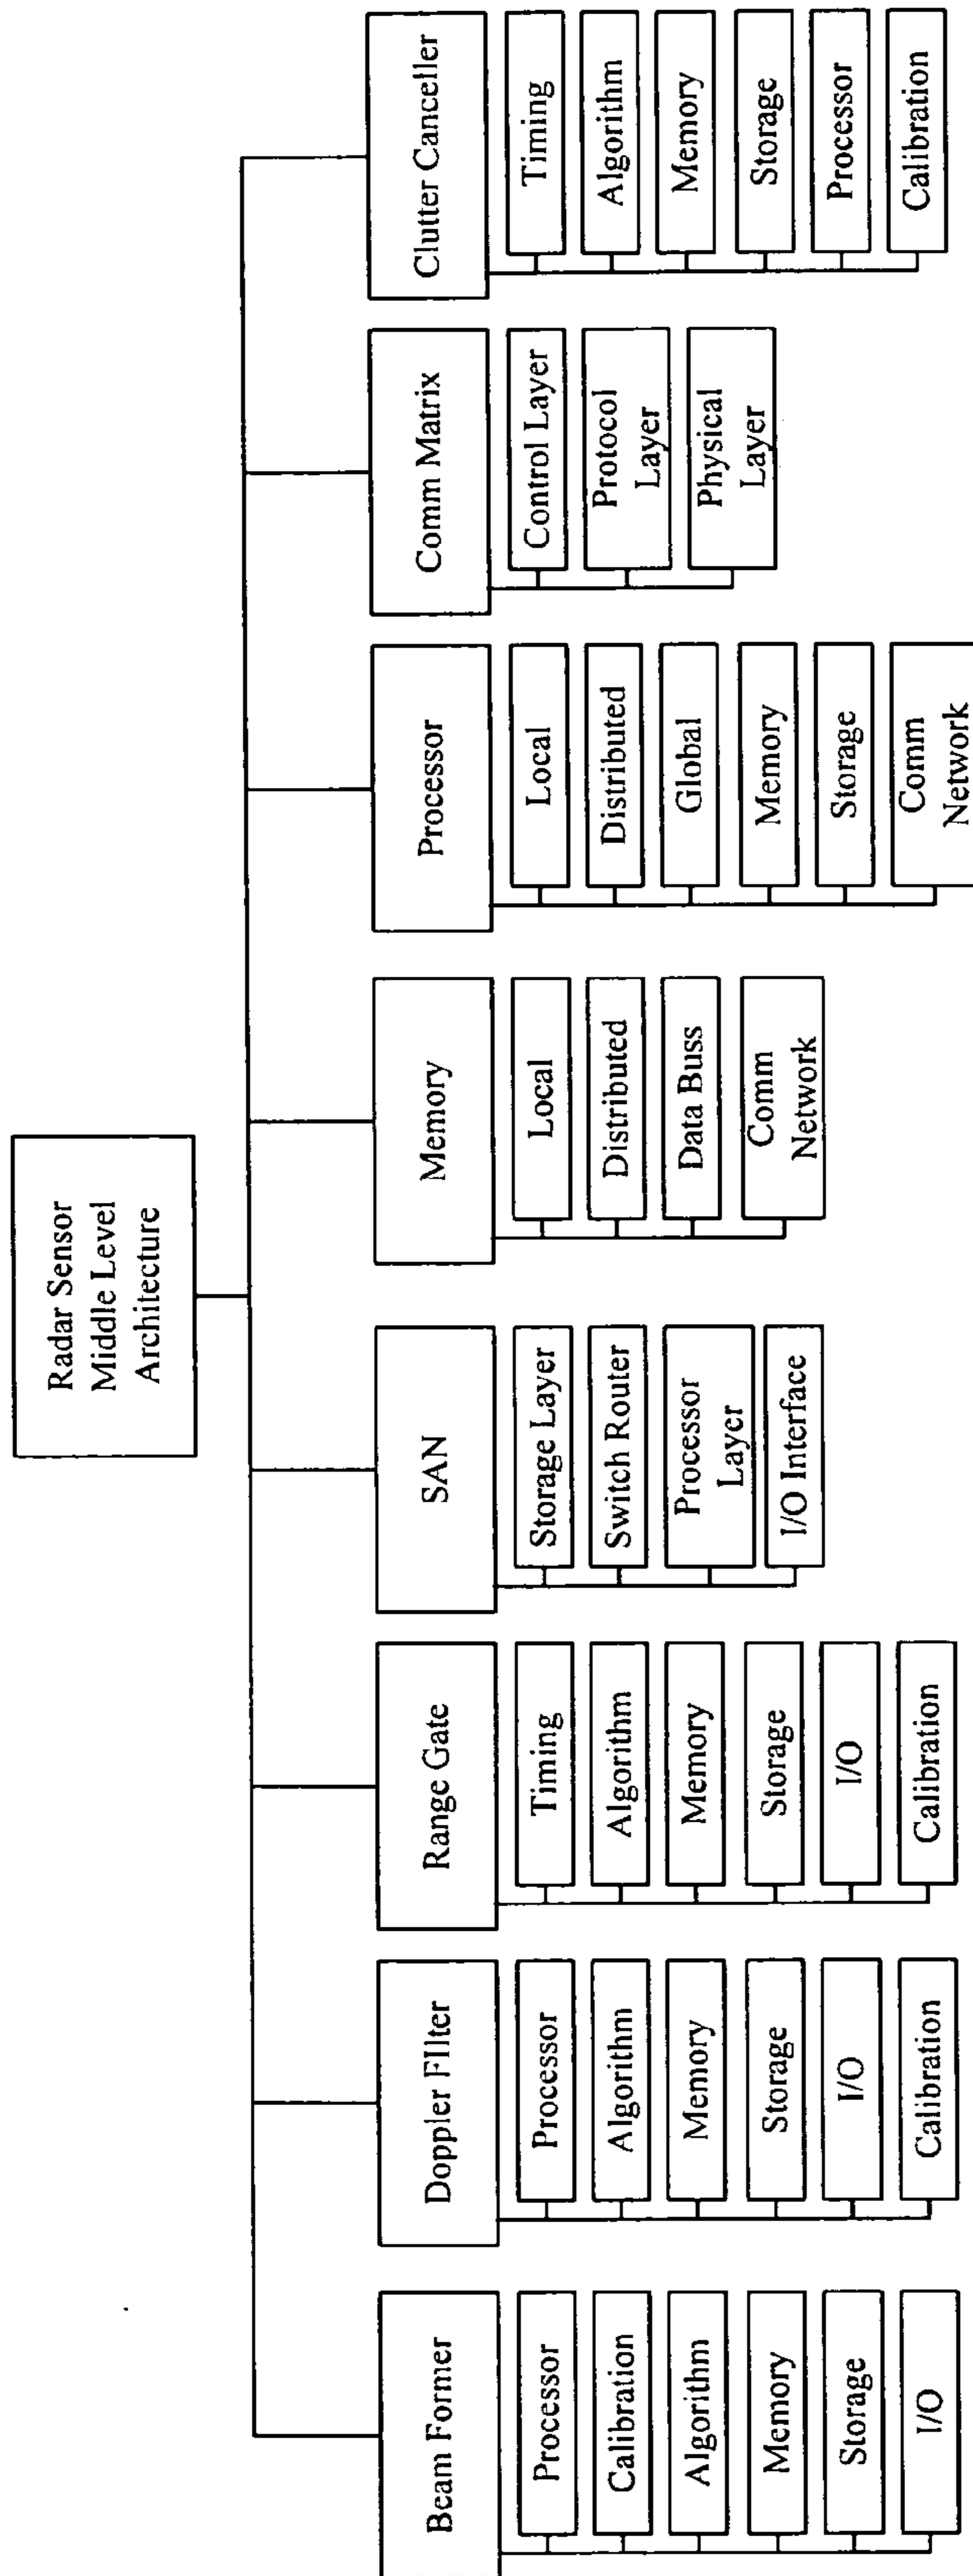 Radar Sensor
Middle Level
Architecture
Beam Former
Processor
Calibration
Algorithm
Memory
Storage
I/O
Doppler FIlter
Processor
Algorithm
Memory
Storage
I/O
Calibration
Range Gate
Timing
Algorithm
Memory
Storage
I/O
Calibration
SAN
Storage Layer
Switch Router
Processor
Layer
I/O Interface
Memory
Local
Distributed
Data Buss
Comm
Network
Processor
Local
Distributed
Global
Memory
Storage
Comm
Network
Comm Matrix
Control Layer
Protocol
Layer
Physical
Layer
Clutter Canceller
Timing
Algorithm
Memory
Storage
Processor
Calibration